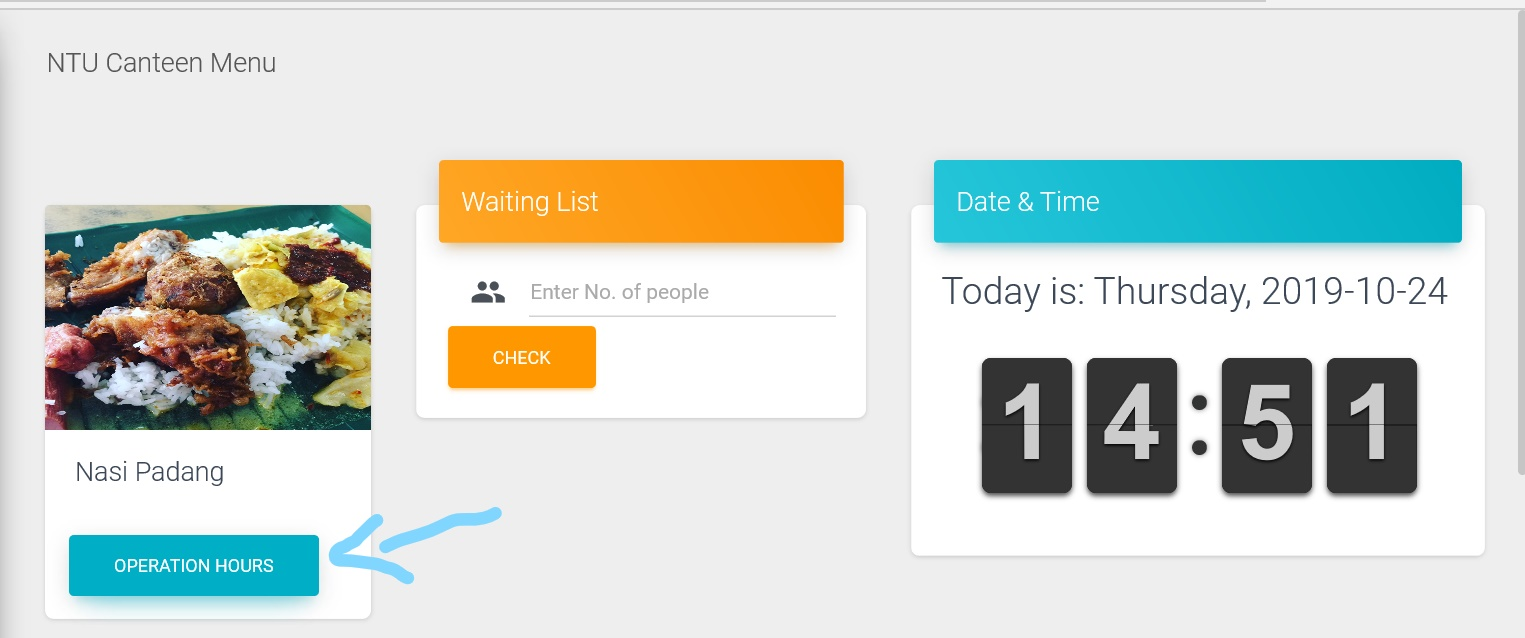 NTU Canteen Menu
Nasi Padang
OPERATION HOURS
Waiting List
Enter No. of people
CHECK
Date & Time
Today is: Thursday, 2019-10-24
14:51